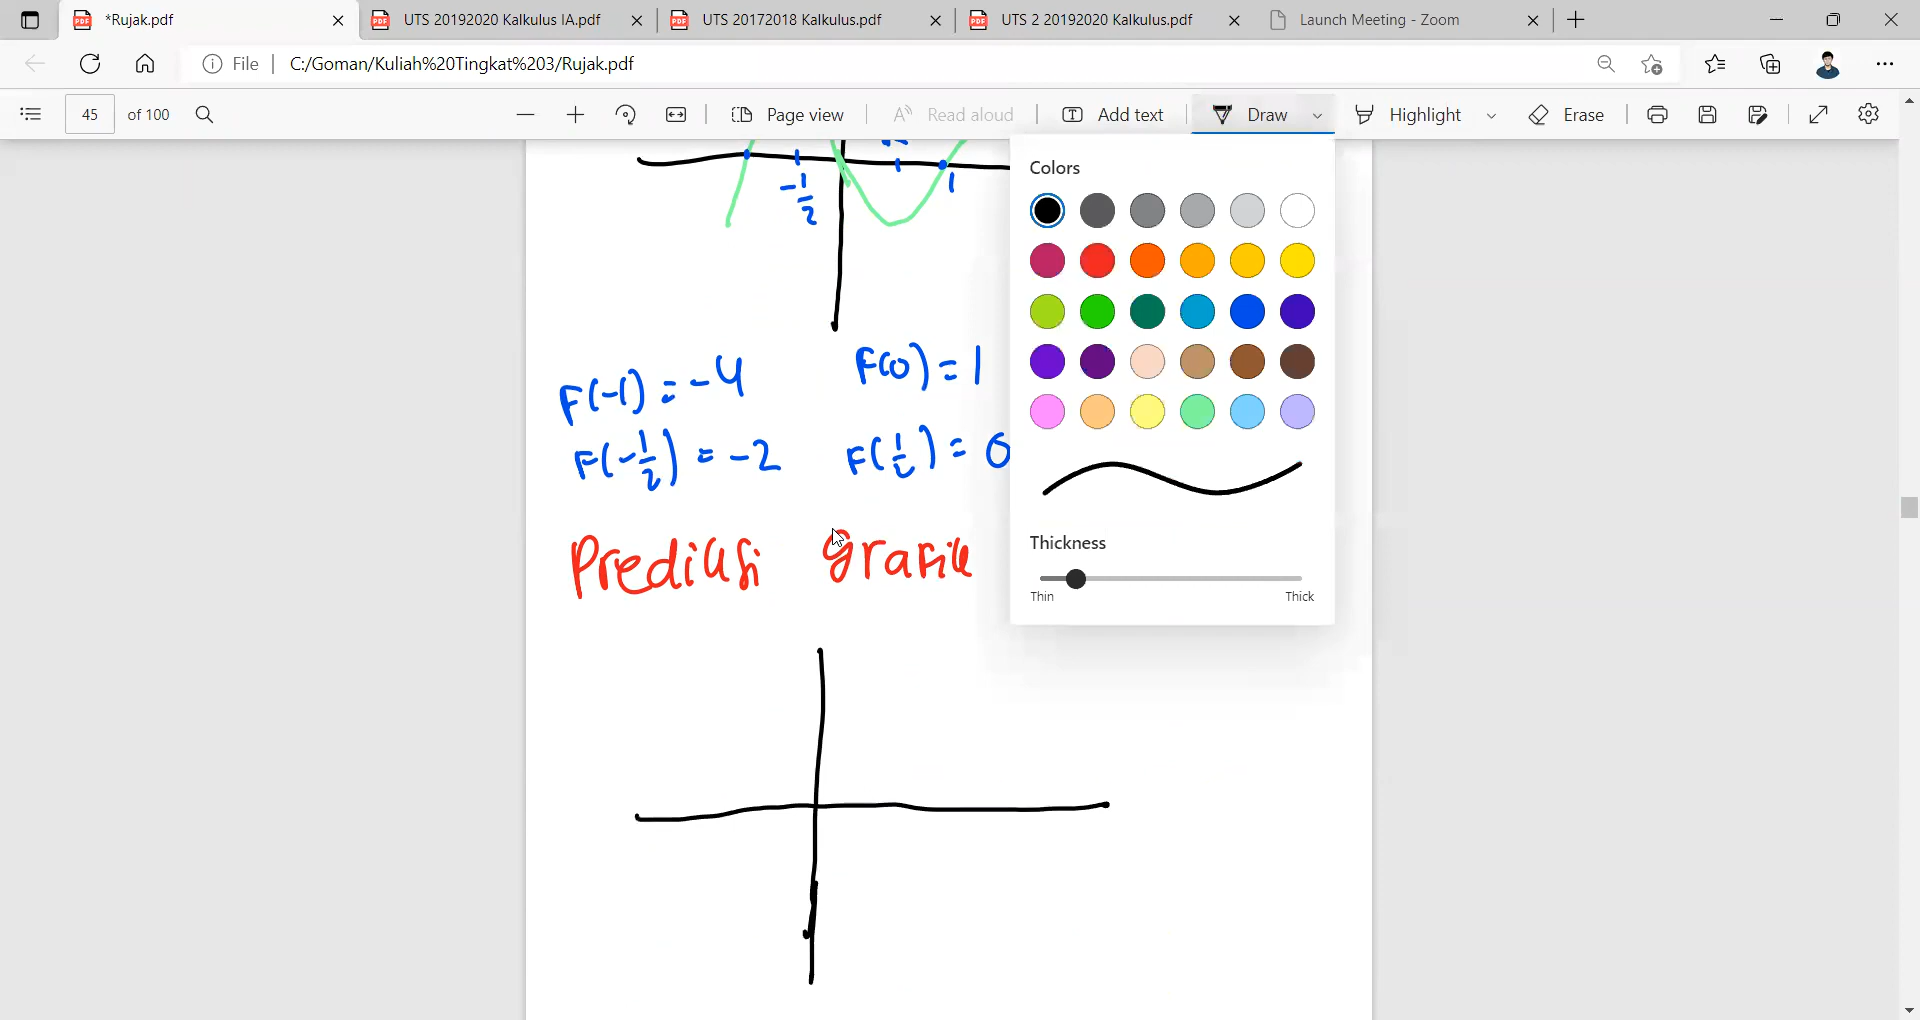 *Rujak.pdf
UTS 20192020 Kalkulus IA.pdf
UTS 20172018 Kalkulus.pdf
UTS 2 20192020 Kalkulus.pdf
Launch Meeting - Zoom
File
C:/Goman/Kuliah%20Tingkat%203/Rujak.pdf
45 of 100
Page view
Read aloud
Add text
Draw
Highlight
Erase
Colors
-1/2
1
F(-1) = -4
F(0) = 1
F(-1/2) = -2
F(1/2) = 0
Prediksi Grafik
Thickness
Thin
Thick